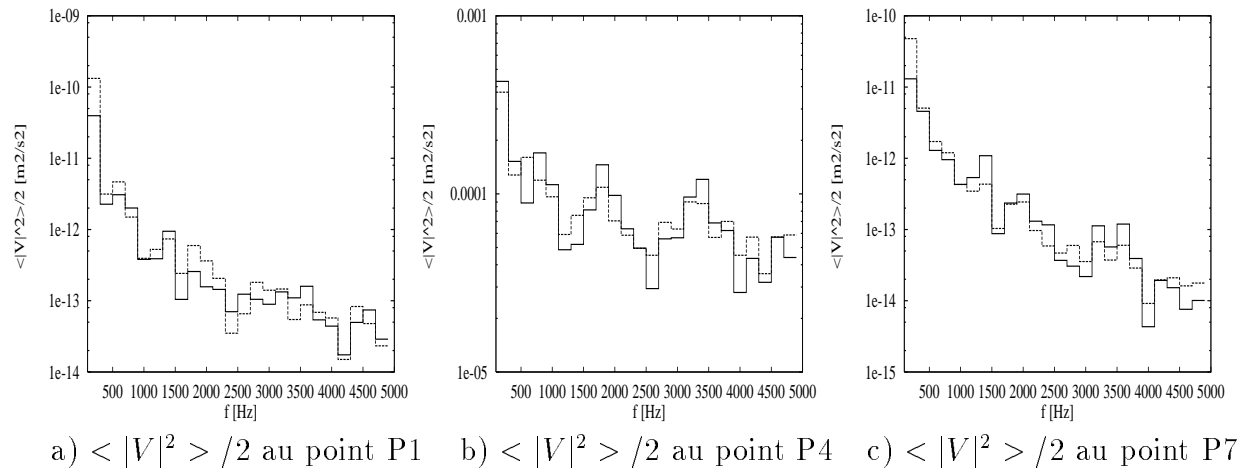 1e-09
1e-10
1e-11
1e-12
1e-13
1e-14
<|V|^2>/2 [m2/s2]
500 1000 1500 2000 2500 3000 3500 4000 4500 5000
f [Hz]
a) < |V|² > /2 au point P1
0.001
0.0001
1e-05
<|V|^2>/2 [m2/s2]
500 1000 1500 2000 2500 3000 3500 4000 4500 5000
f [Hz]
b) < |V|² > /2 au point P4
1e-10
1e-11
1e-12
1e-13
1e-14
1e-15
<|V|^2>/2 [m2/s2]
500 1000 1500 2000 2500 3000 3500 4000 4500 5000
f [Hz]
c) < |V|² > /2 au point P7